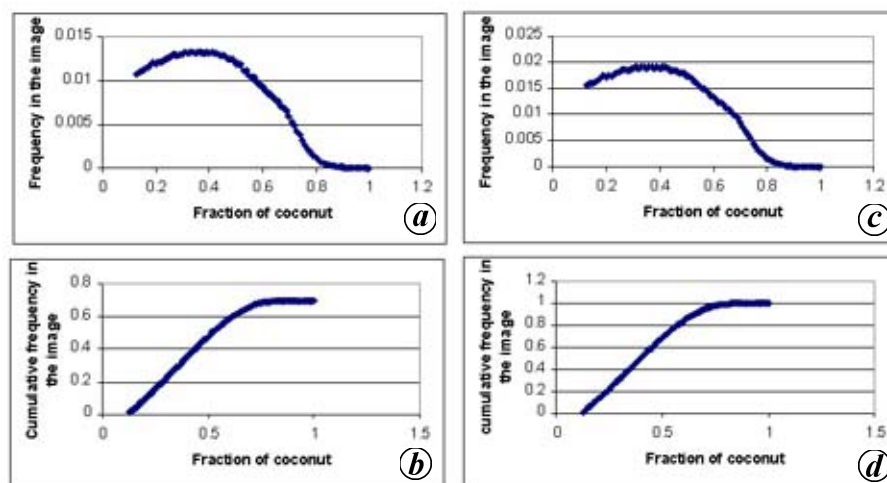 Frequency in the image
0.015
0.01
0.005
0
0 0.2 0.4 0.6 0.8 1 1.2
Fraction of coconut
a
Frequency in the image
0.025
0.02
0.015
0.01
0.005
0
0 0.2 0.4 0.6 0.8 1 1.2
Fraction of coconut
c
Cumulative frequency in
the image
0.8
0.6
0.4
0.2
0
0 0.5 1 1.5
Fraction of coconut
b
cumulative frequency in
the image
1.2
1
0.8
0.6
0.4
0.2
0
0 0.5 1 1.5
Fraction of coconut
d